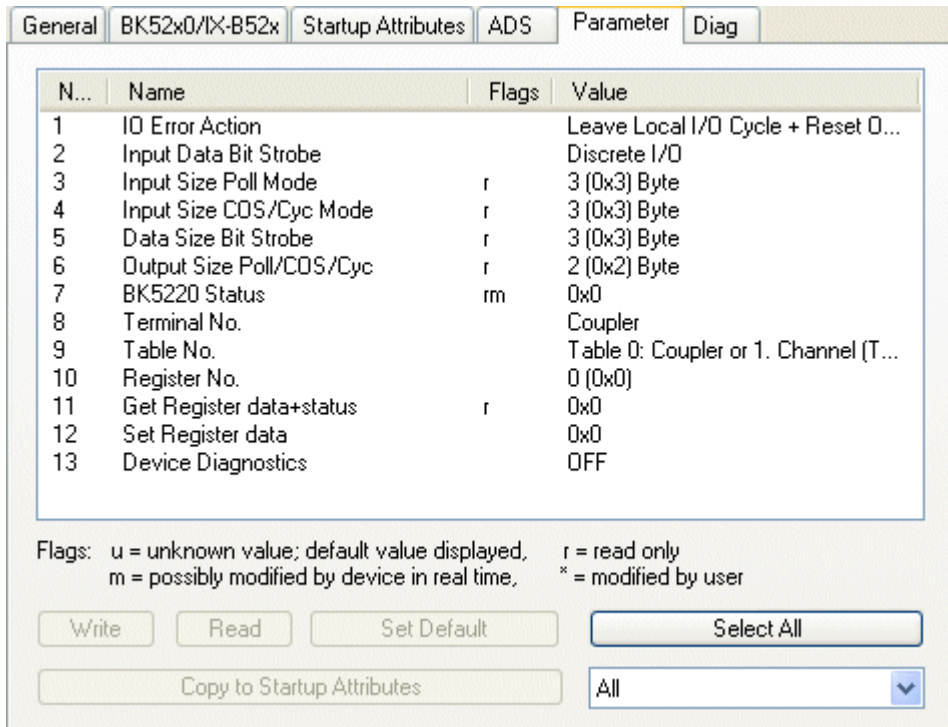 General BK52x0/IX-B52x Startup Attributes ADS Parameter Diag
N... Name Flags Value
1 IO Error Action Leave Local I/O Cycle + Reset O...
2 Input Data Bit Strobe Discrete I/O
3 Input Size Poll Mode r 3 (0x3) Byte
4 Input Size COS/Cyc Mode r 3 (0x3) Byte
5 Data Size Bit Strobe r 3 (0x3) Byte
6 Output Size Poll/COS/Cyc r 2 (0x2) Byte
7 BK5220 Status rm 0x0
8 Terminal No. Coupler
9 Table No. Table 0: Coupler or 1. Channel (T...
10 Register No. 0 (0x0)
11 Get Register data+status r 0x0
12 Set Register data 0x0
13 Device Diagnostics OFF
Flags: u = unknown value; default value displayed, r = read only
m = possibly modified by device in real time, * = modified by user
Write Read Set Default Select All
Copy to Startup Attributes All